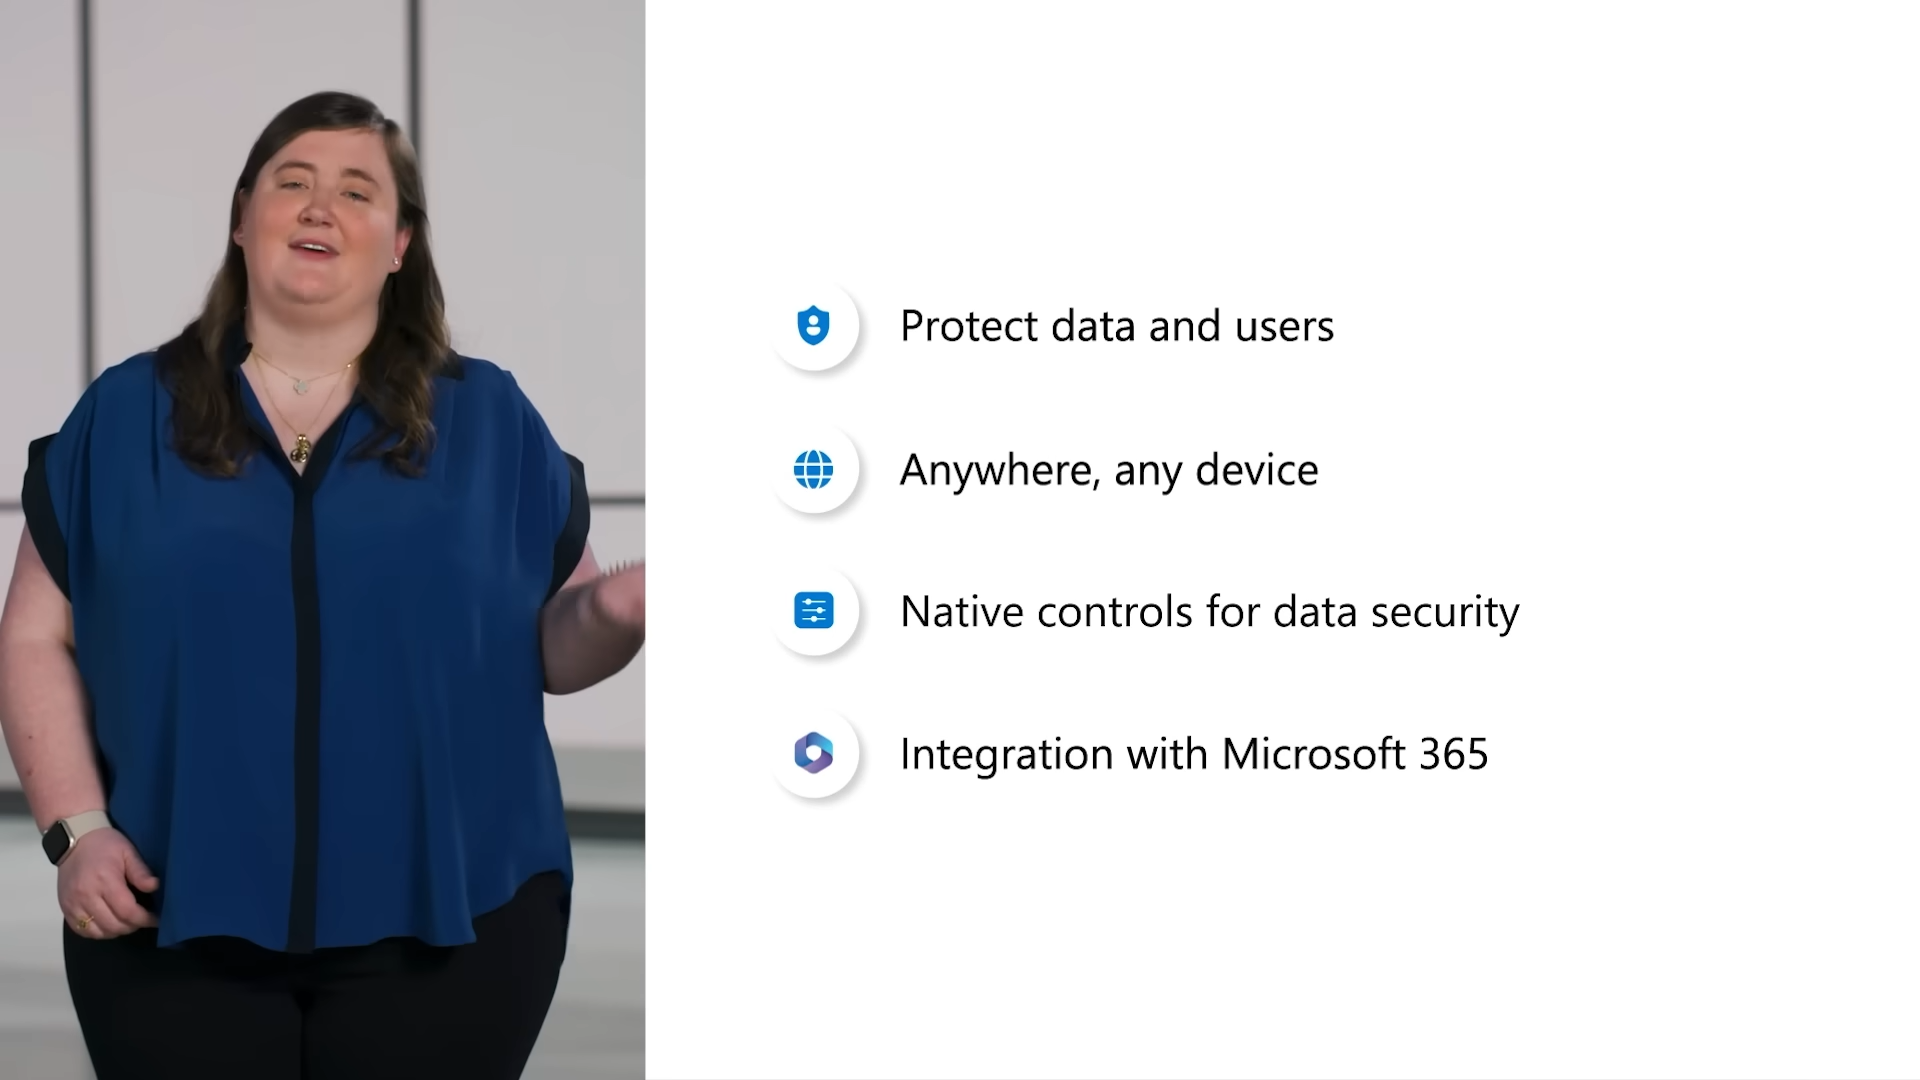 Protect data and users
Anywhere, any device
Native controls for data security
Integration with Microsoft 365